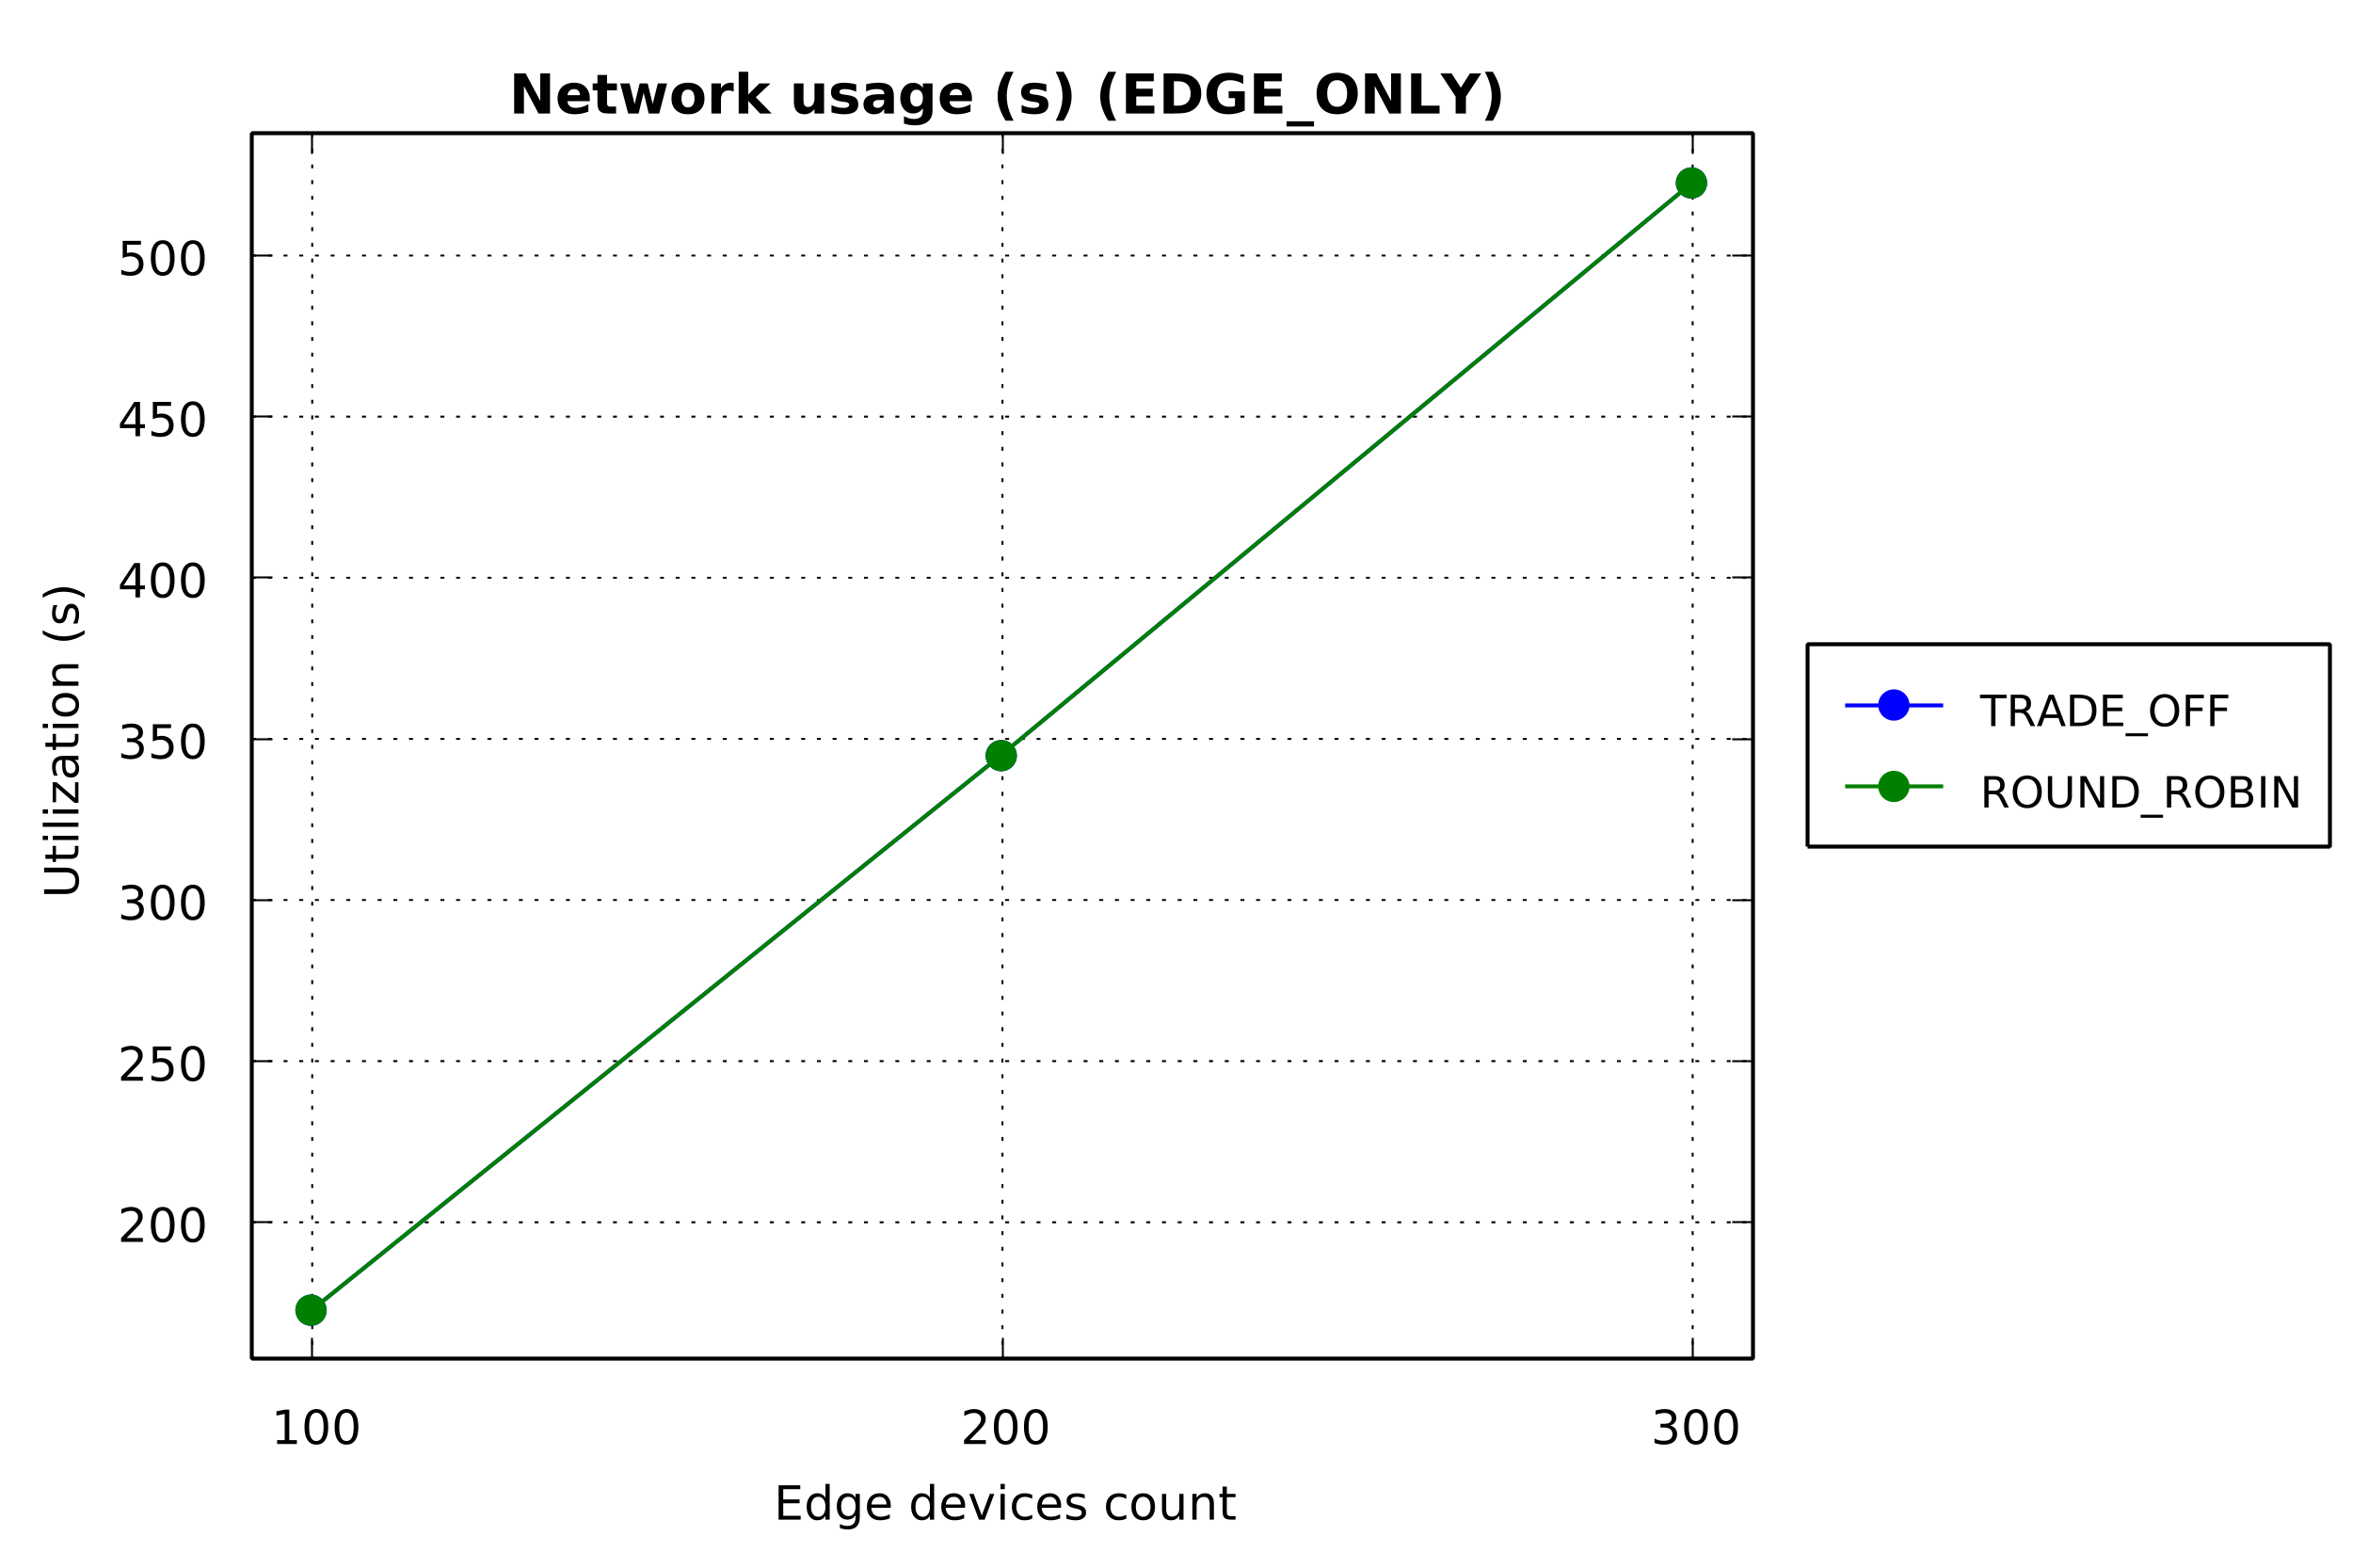 Network usage (s) (EDGE_ONLY)
Utilization (s)
500
450
400
350
300
250
200
100 200 300
Edge devices count
TRADE_OFF
ROUND_ROBIN